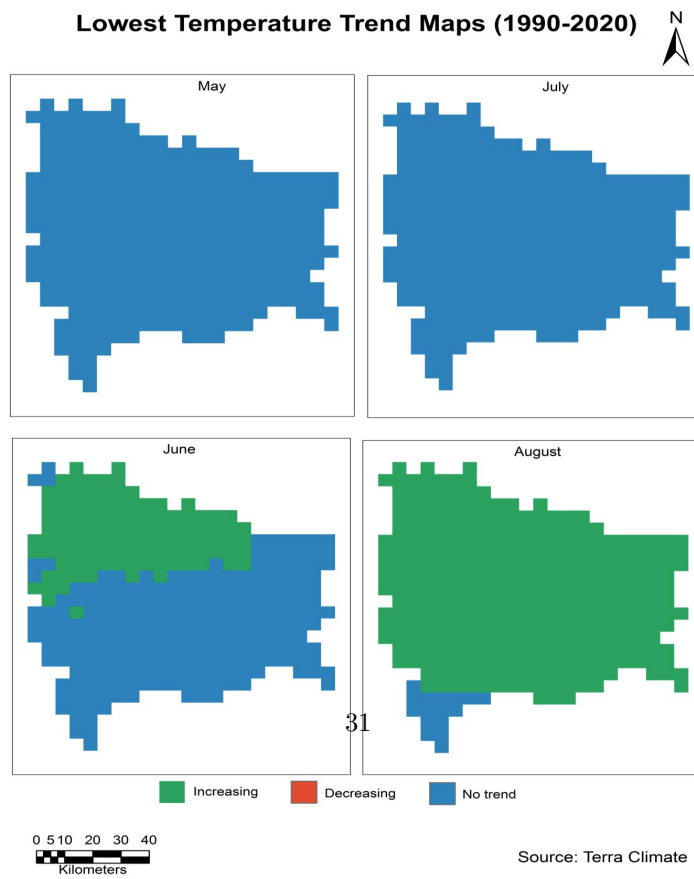 Lowest Temperature Trend Maps (1990-2020)
N
May
July
June
August
31
Increasing
Decreasing
No trend
0 5 10 20 30 40
Kilometers
Source: Terra Climate